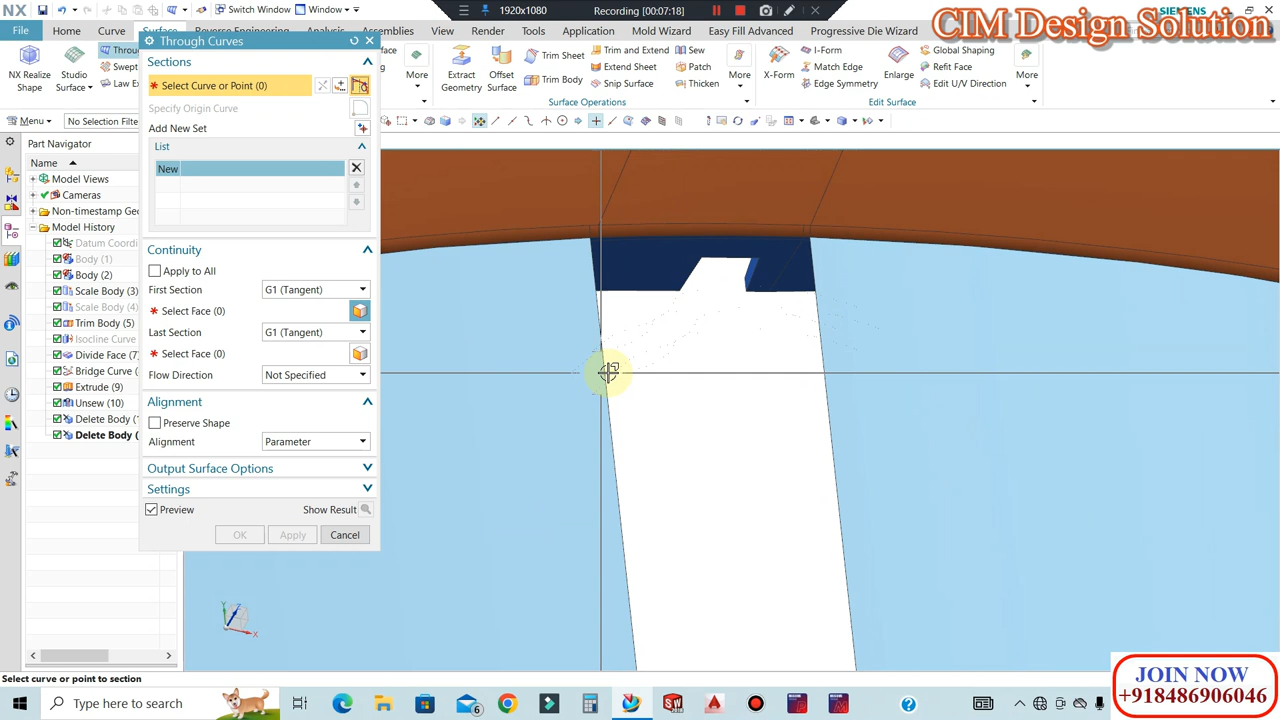 NX
Switch Window
Window
1920x1080
Recording [00:07:18]
SIEMENS
CIM Design Solution
File
Home
Curve
Surface
Reverse Engineering
Analysis
Render
Tools
Application
Mold Wizard
Easy Fill Advanced
Progressive Die Wizard
NX Realize Shape
Studio Surface
Through Curves
More
Extract Geometry
Offset Surface
Trim Sheet
Trim Body
Trim and Extend
Extend Sheet
Snip Surface
Sew
Patch
More
X-Form
I-Form
Match Edge
Edge Symmetry
Enlarge
Global Shaping
Refit Face
Edit U/V Direction
More
Surface Operations
Edit Surface
Menu
No Selection Filter
Part Navigator
Name
Model Views
Cameras
Non-timestamp Geo
Model History
Datum Coordi
Body (1)
Body (2)
Scale Body (3)
Scale Body (4)
Trim Body (5)
Isocline Curve
Divide Face (7)
Bridge Curve (
Extrude (9)
Unsew (10)
Delete Body (1
Delete Body (
Through Curves
Sections
* Select Curve or Point (0)
Specify Origin Curve
Add New Set
List
New
Continuity
Apply to All
First Section
G1 (Tangent)
* Select Face (0)
Last Section
G1 (Tangent)
* Select Face (0)
Flow Direction
Not Specified
Alignment
Preserve Shape
Alignment
Parameter
Output Surface Options
Settings
Preview
Show Result
OK
Apply
Cancel
Y
X
Select curve or point to section
JOIN NOW
+918486906046
Type here to search
6